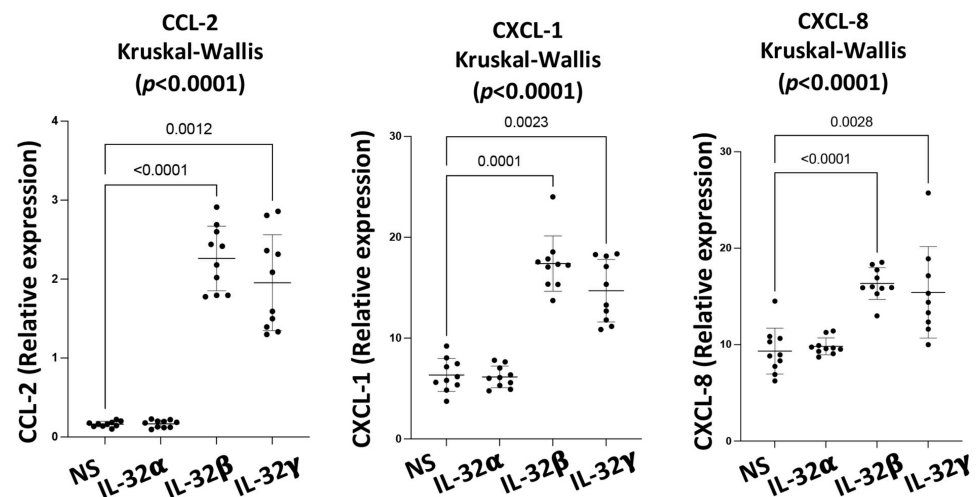 CCL-2
Kruskal-Wallis
(p<0.0001)
CCL-2 (Relative expression)
4
3
2
1
0
0.0012
<0.0001
NS
IL-32α
IL-32β
IL-32γ
CXCL-1
Kruskal-Wallis
(p<0.0001)
CXCL-1 (Relative expression)
30
20
10
0
0.0023
0.0001
NS
IL-32α
IL-32β
IL-32γ
CXCL-8
Kruskal-Wallis
(p<0.0001)
CXCL-8 (Relative expression)
30
20
10
0
0.0028
<0.0001
NS
IL-32α
IL-32β
IL-32γ